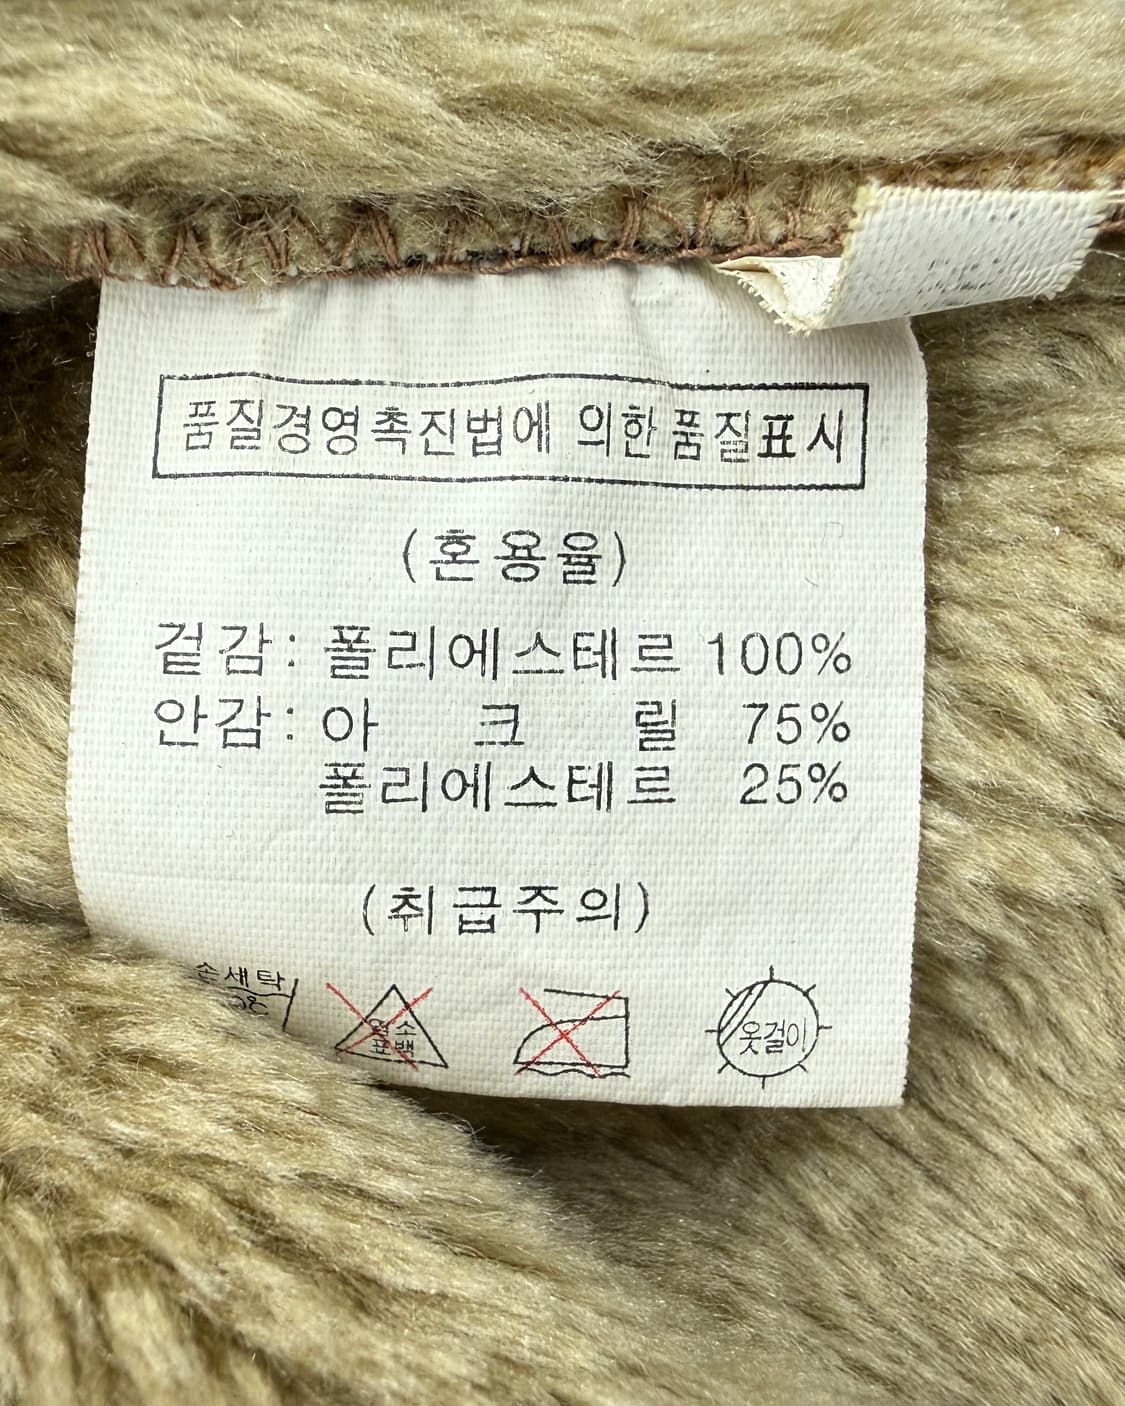 품질경영촉진법에 의한 품질표시
(혼용율)
겉감: 폴리에스테르 100%
안감: 아크릴 75%
폴리에스테르 25%
(취급주의)
손세탁
℃
염소
표백
옷걸이